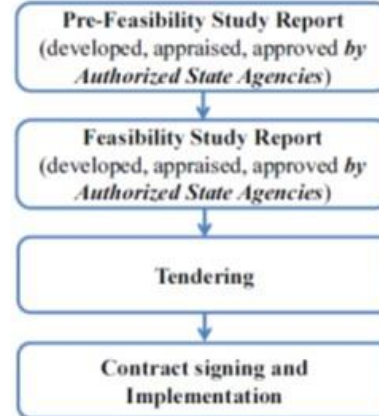 Pre-Feasibility Study Report
(developed, appraised, approved by
Authorized State Agencies)
Feasibility Study Report
(developed, appraised, approved by
Authorized State Agencies)
Tendering
Contract signing and
Implementation